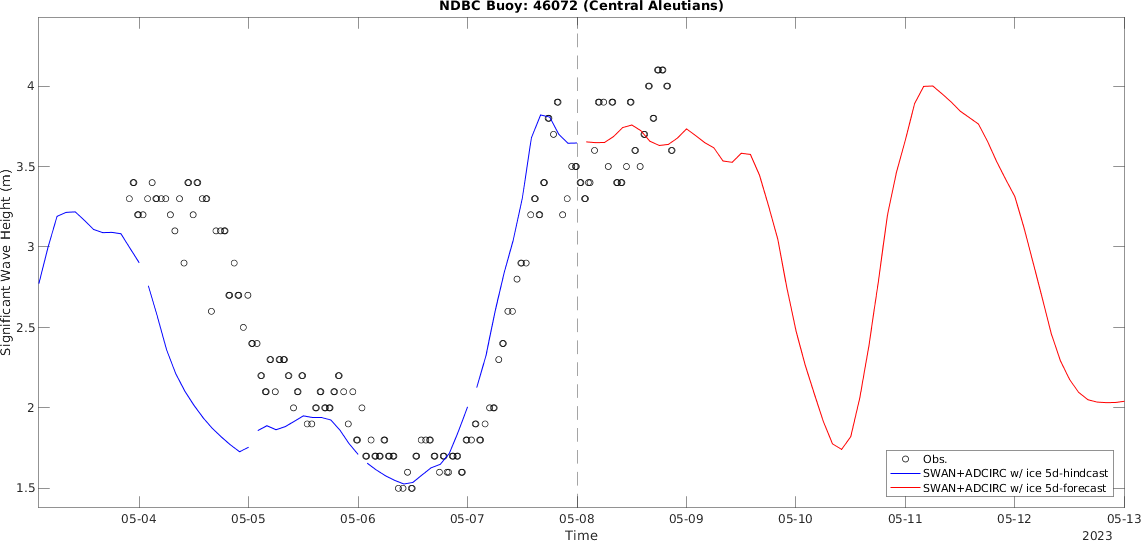 NDBC Buoy: 46072 (Central Aleutians)
Significant Wave Height (m)
4
3.5
3
2.5
2
1.5
Obs.
SWAN+ADCIRC w/ ice 5d-hindcast
SWAN+ADCIRC w/ ice 5d-forecast
05-04 05-05 05-06 05-07 05-08 05-09 05-10 05-11 05-12 05-13
Time
2023